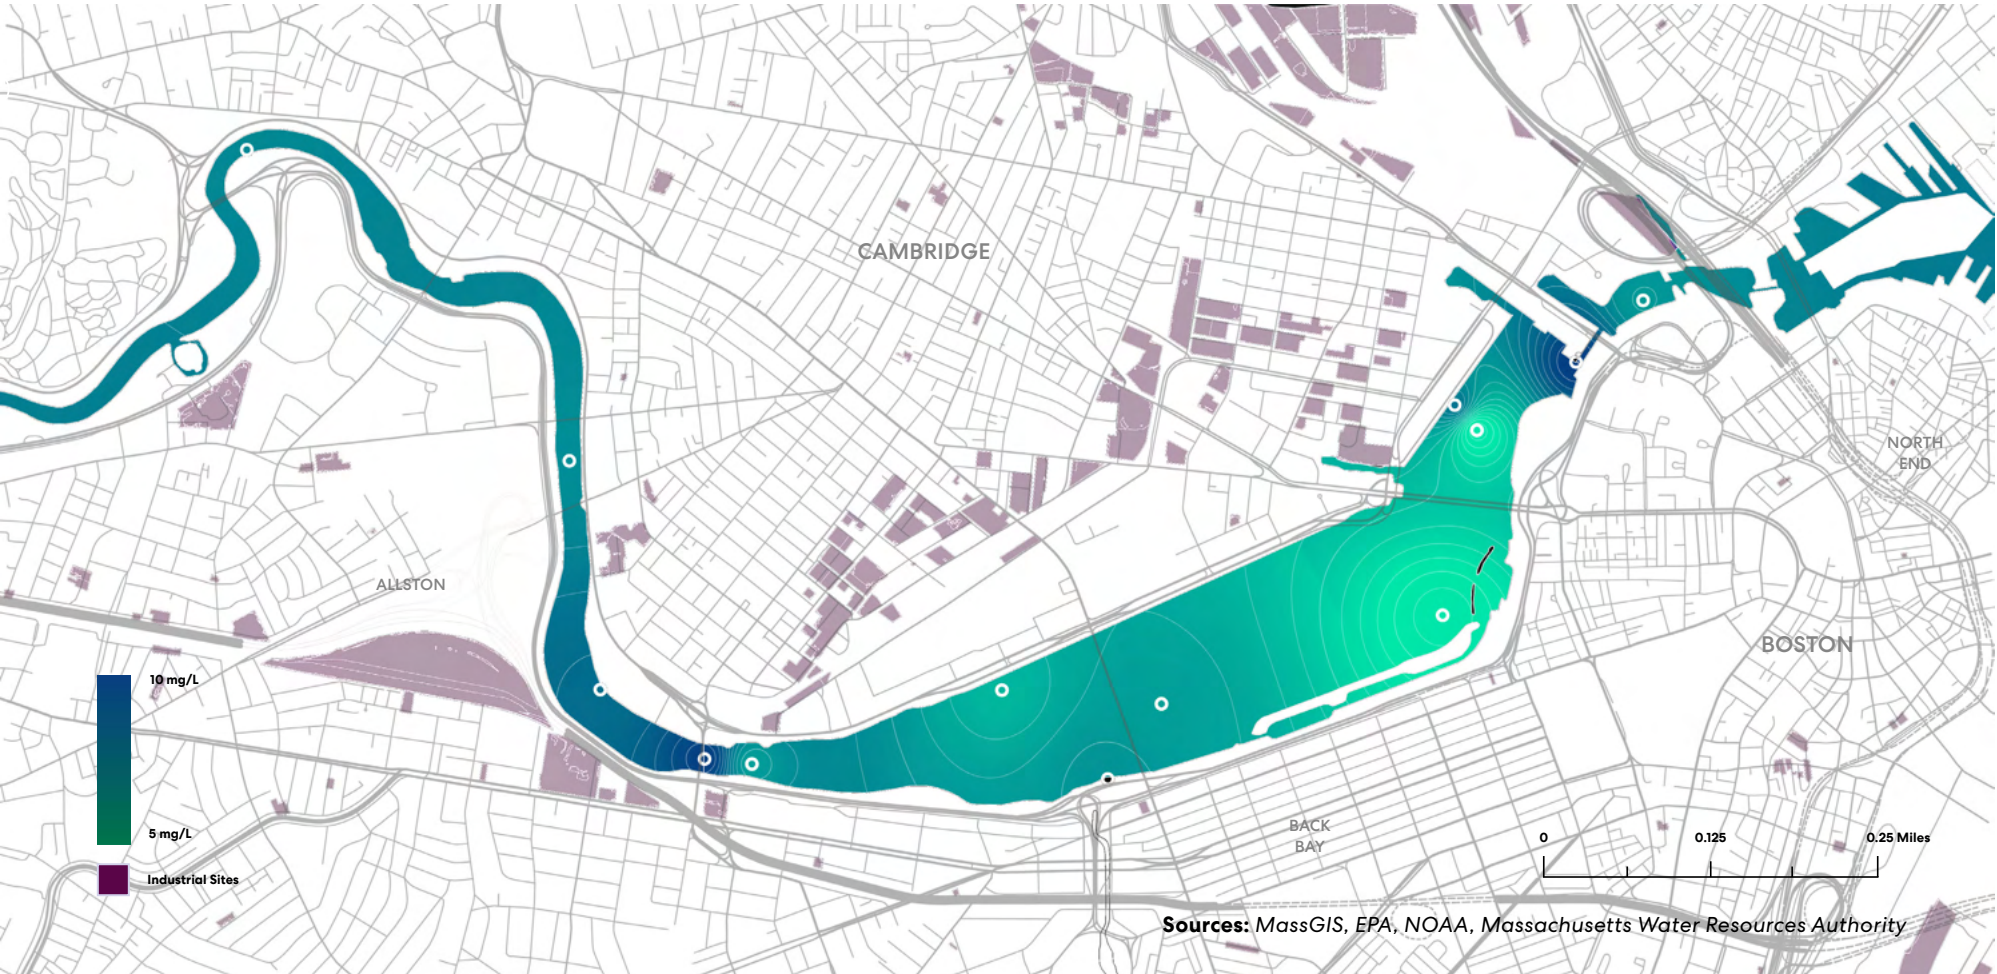 CAMBRIDGE
NORTH
END
ALLSTON
BOSTON
10 mg/L
5 mg/L
BACK
BAY
0 0.125 0.25 Miles
Industrial Sites
Sources: MassGIS, EPA, NOAA, Massachusetts Water Resources Authority